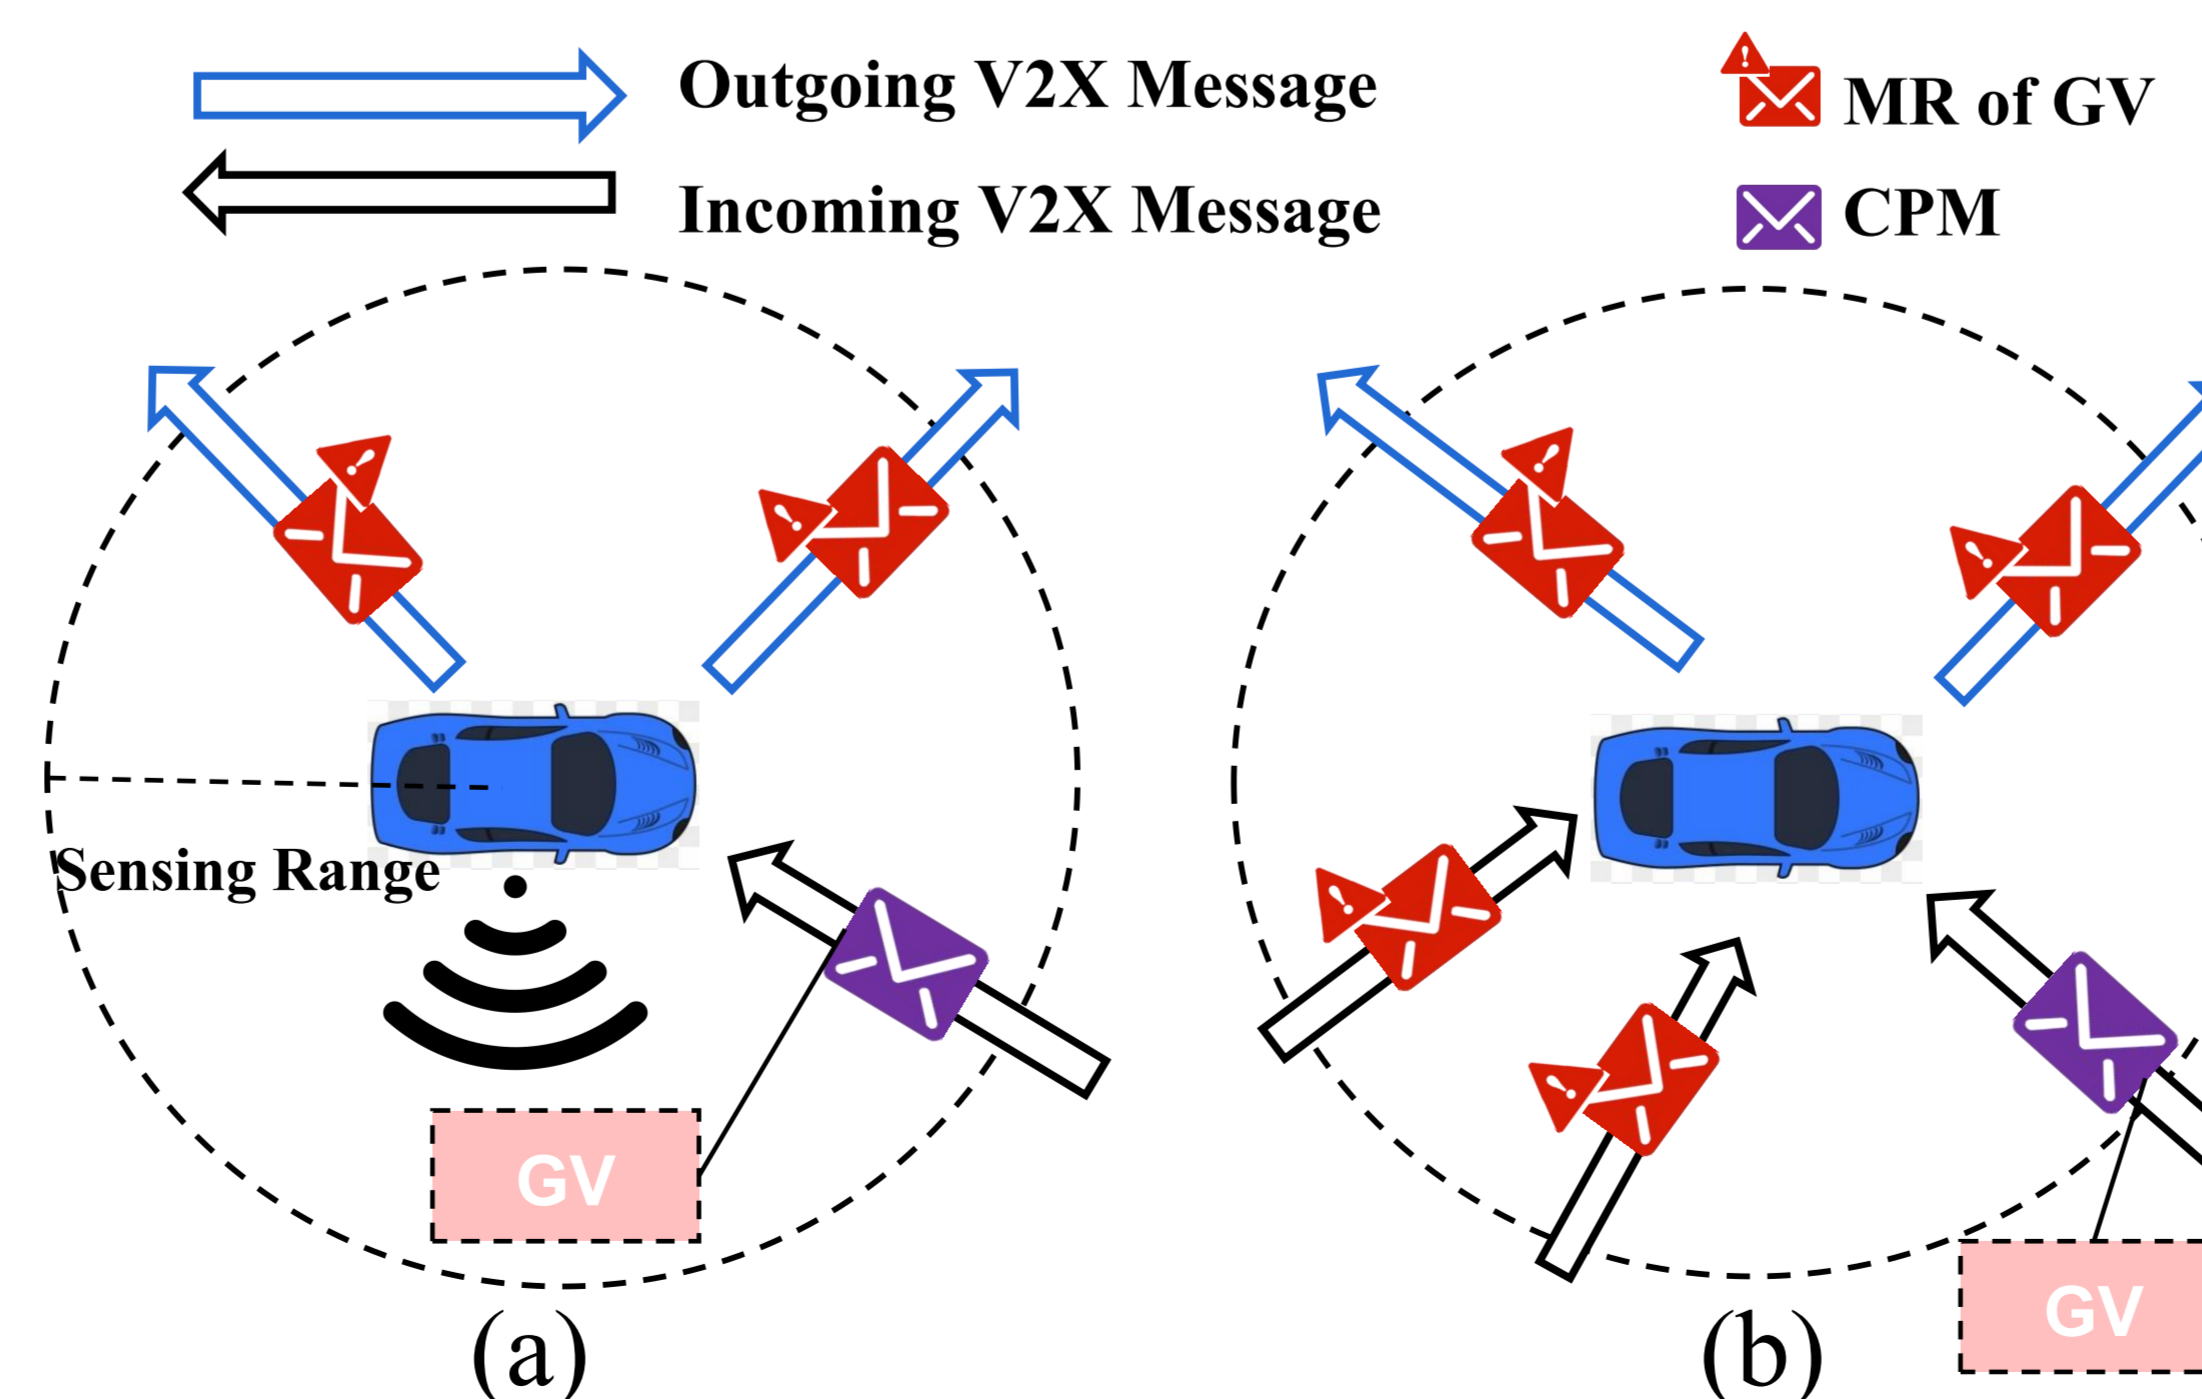 Outgoing V2X Message
MR of GV
Incoming V2X Message
CPM
Sensing Range
GV
GV
(a)
(b)